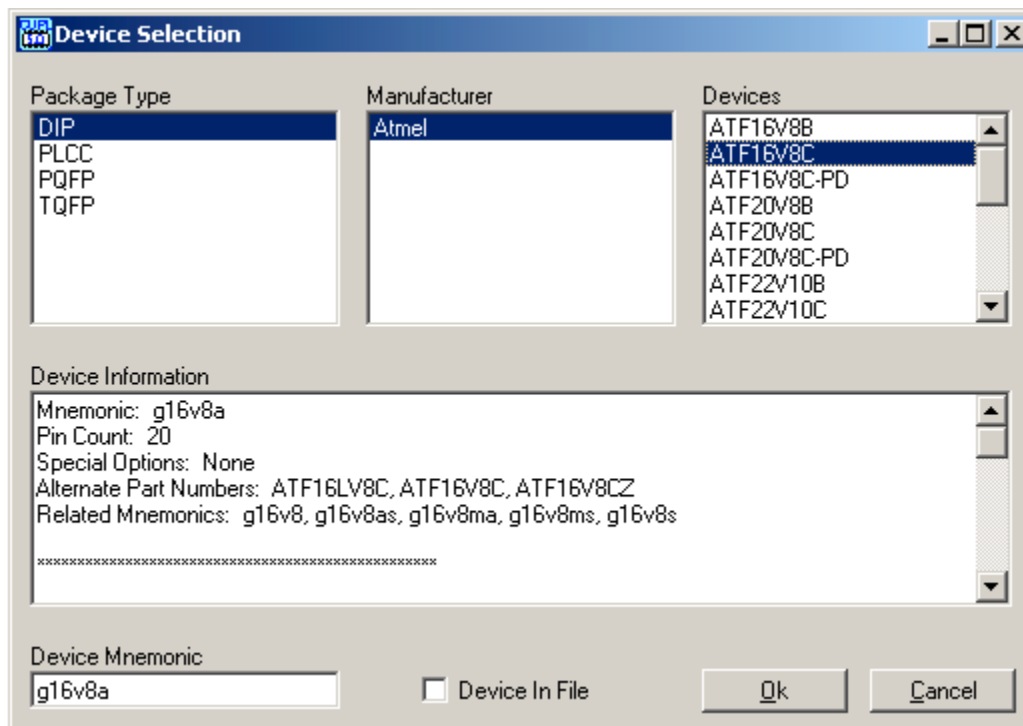 Device Selection
Package Type
Manufacturer
Devices
DIP
PLCC
PQFP
TQFP
Atmel
ATF16V8B
ATF16V8C
ATF16V8C-PD
ATF20V8B
ATF20V8C
ATF20V8C-PD
ATF22V10B
ATF22V10C
Device Information
Mnemonic: g16v8a
Pin Count: 20
Special Options: None
Alternate Part Numbers: ATF16LV8C, ATF16V8C, ATF16V8CZ
Related Mnemonics: g16v8, g16v8as, g16v8ma, g16v8ms, g16v8s
**************************************************
Device Mnemonic
g16v8a
Device In File
Ok
Cancel